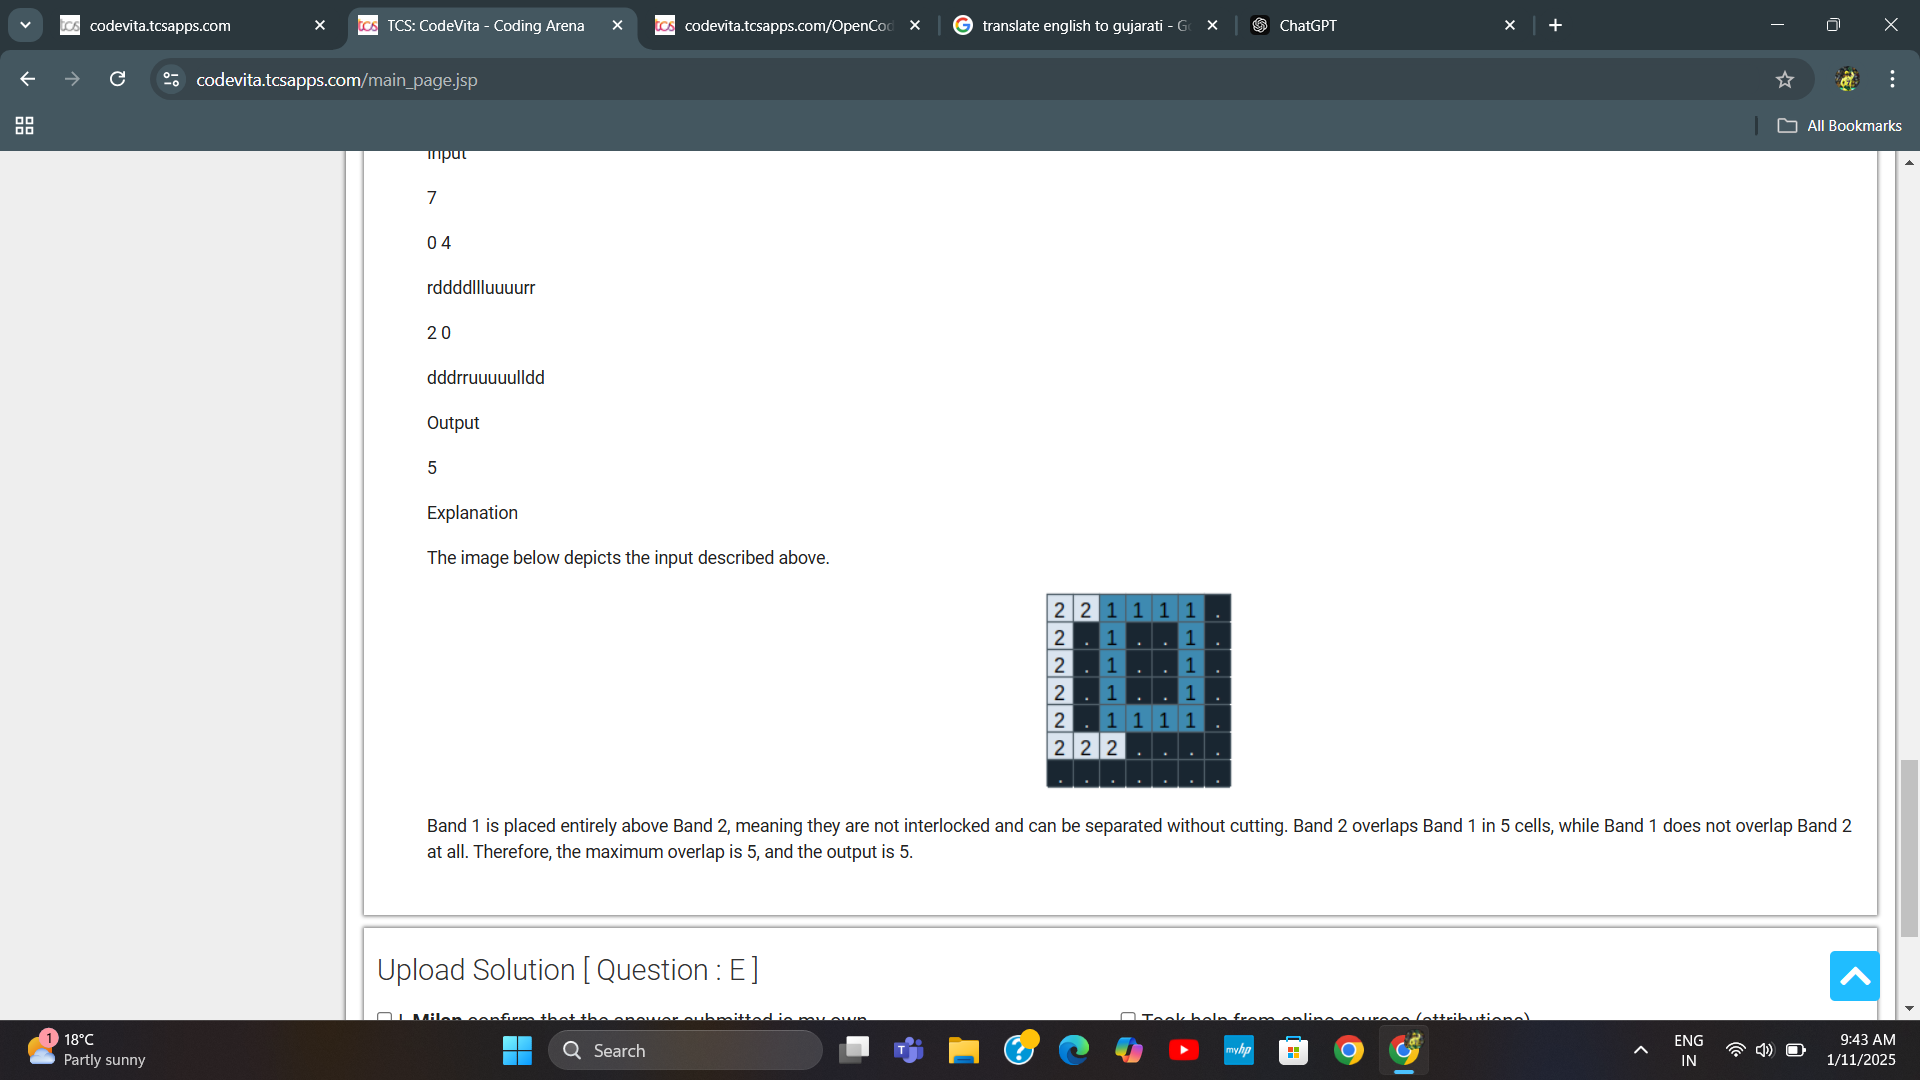 codevita.tcsapps.com
TCS: CodeVita - Coding Arena
codevita.tcsapps.com/OpenCod
translate english to gujarati - G
ChatGPT
codevita.tcsapps.com/main_page.jsp
All Bookmarks
Input
7
0 4
rddddllluuuurr
2 0
dddrruuuuulldd
Output
5
Explanation
The image below depicts the input described above.
2 2 1 1 1 1 .
2 . 1 . . 1 .
2 . 1 . . 1 .
2 . 1 . . 1 .
2 . 1 1 1 1 .
2 2 2 . . . .
. . . . . . .
Band 1 is placed entirely above Band 2, meaning they are not interlocked and can be separated without cutting. Band 2 overlaps Band 1 in 5 cells, while Band 1 does not overlap Band 2
at all. Therefore, the maximum overlap is 5, and the output is 5.
Upload Solution [ Question : E ]
I, Milan confirm that the answer submitted is my own
Took help from online sources (attributions)
1
18°C
Partly sunny
Search
myhp
ENG
IN
9:43 AM
1/11/2025